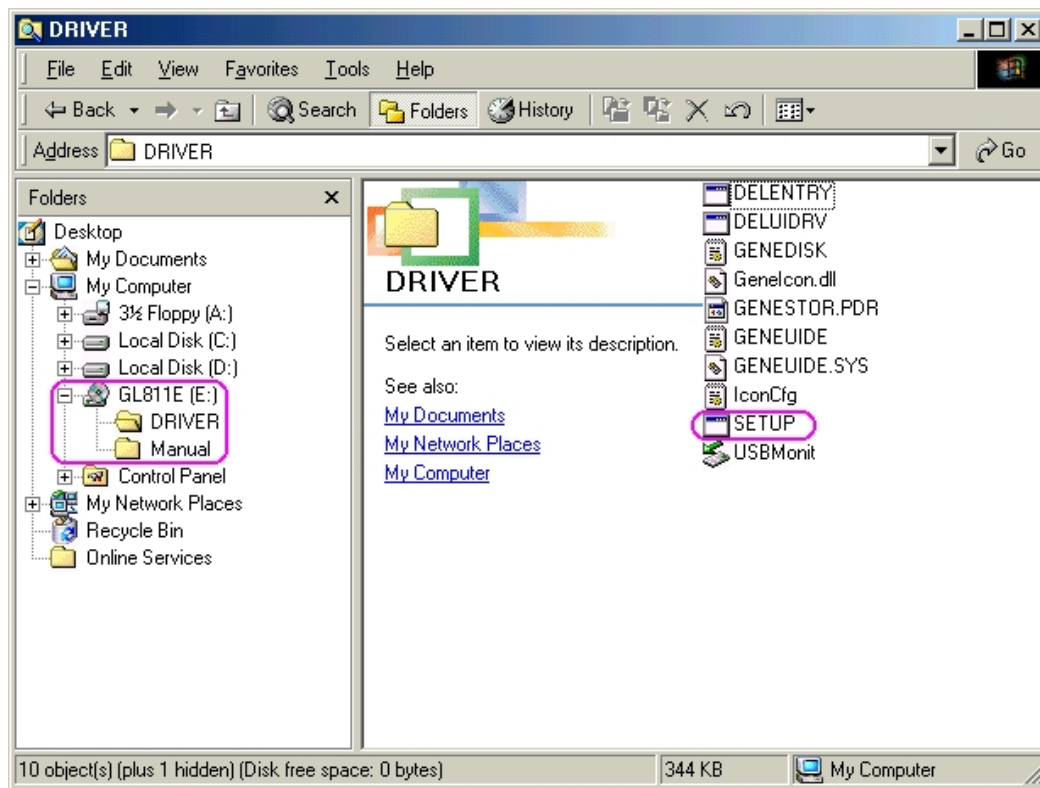 DRIVER
File Edit View Favorites Tools Help
Back Search Folders History
Address DRIVER Go
Folders
Desktop
My Documents
My Computer
3½ Floppy (A:)
Local Disk (C:)
Local Disk (D:)
GL811E (E:)
DRIVER
Manual
Control Panel
My Network Places
Recycle Bin
Online Services
DRIVER
Select an item to view its description.
See also:
My Documents
My Network Places
My Computer
DELENTRY
DELUIDRV
GENEDISK
GeneIcon.dll
GENESTOR.PDR
GENEUIDE
GENEUIDE.SYS
IconCfg
SETUP
USBMonit
10 object(s) (plus 1 hidden) (Disk free space: 0 bytes) 344 KB My Computer